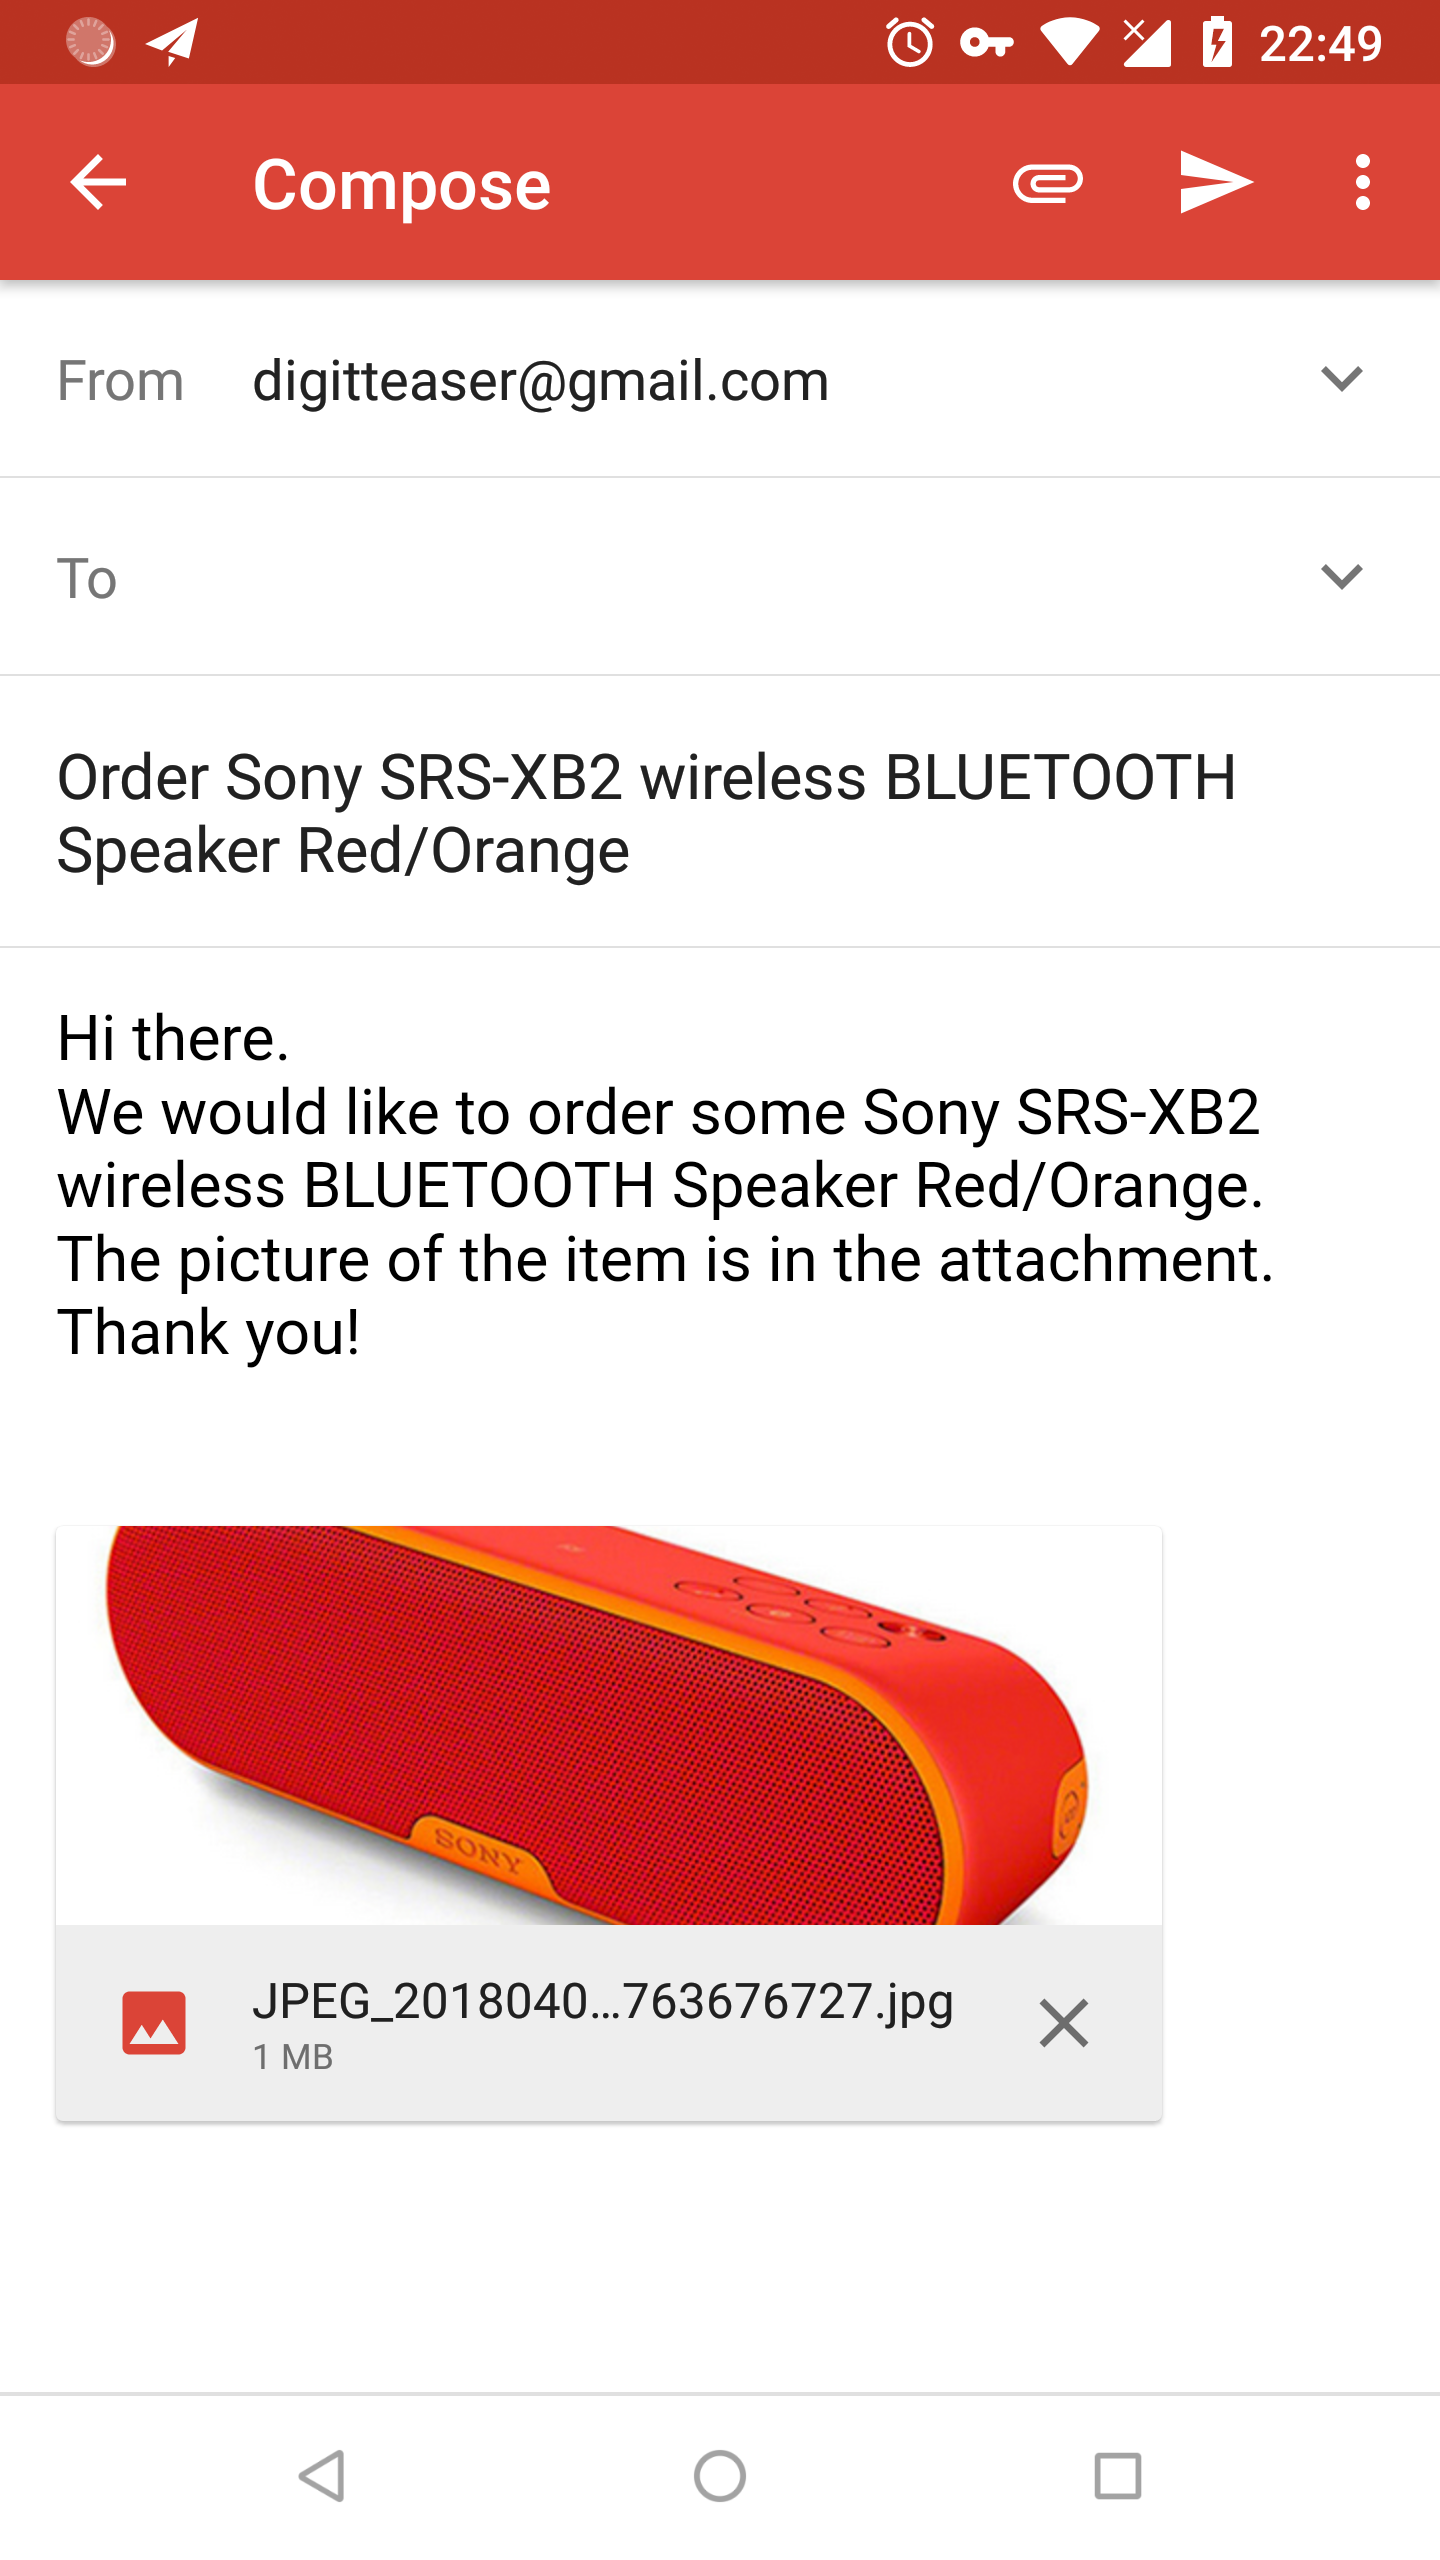 22:49
Compose
From digitteaser@gmail.com
To
Order Sony SRS-XB2 wireless BLUETOOTH
Speaker Red/Orange
Hi there.
We would like to order some Sony SRS-XB2
wireless BLUETOOTH Speaker Red/Orange.
The picture of the item is in the attachment.
Thank you!
SONY
JPEG_2018040...763676727.jpg
1 MB